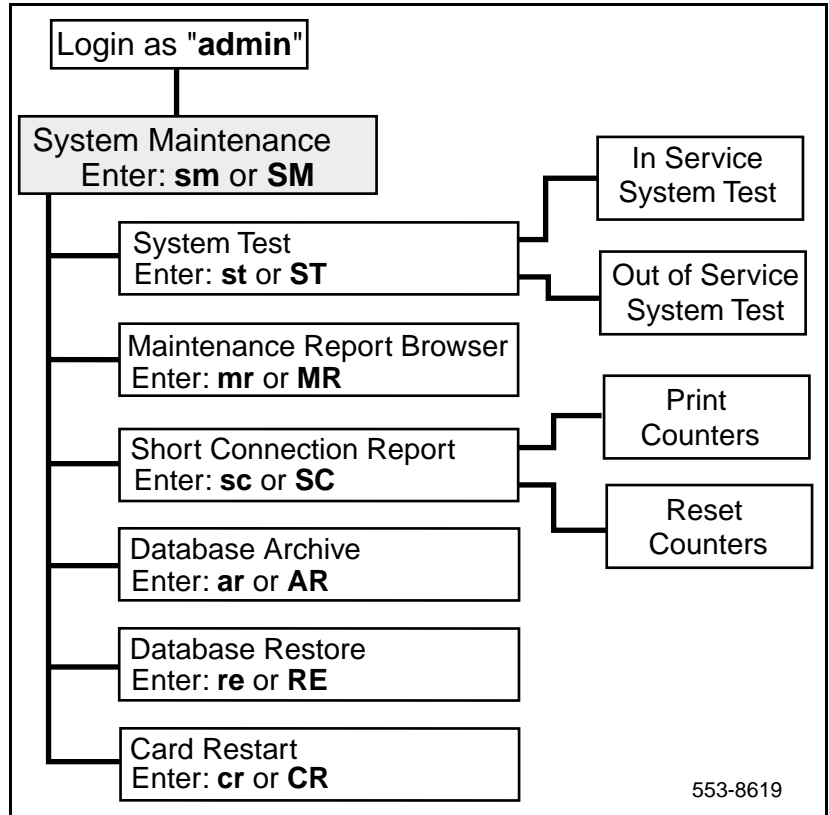 Login as "admin"
System Maintenance
Enter: sm or SM
System Test
Enter: st or ST
In Service
System Test
Out of Service
System Test
Maintenance Report Browser
Enter: mr or MR
Short Connection Report
Enter: sc or SC
Print
Counters
Reset
Counters
Database Archive
Enter: ar or AR
Database Restore
Enter: re or RE
Card Restart
Enter: cr or CR
553-8619